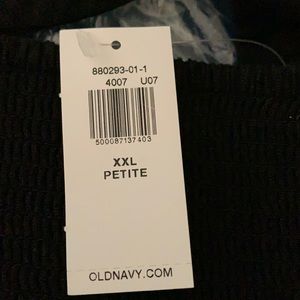 880293-01-1
4007 U07
500087137403
XXL
PETITE
OLDNAVY.COM